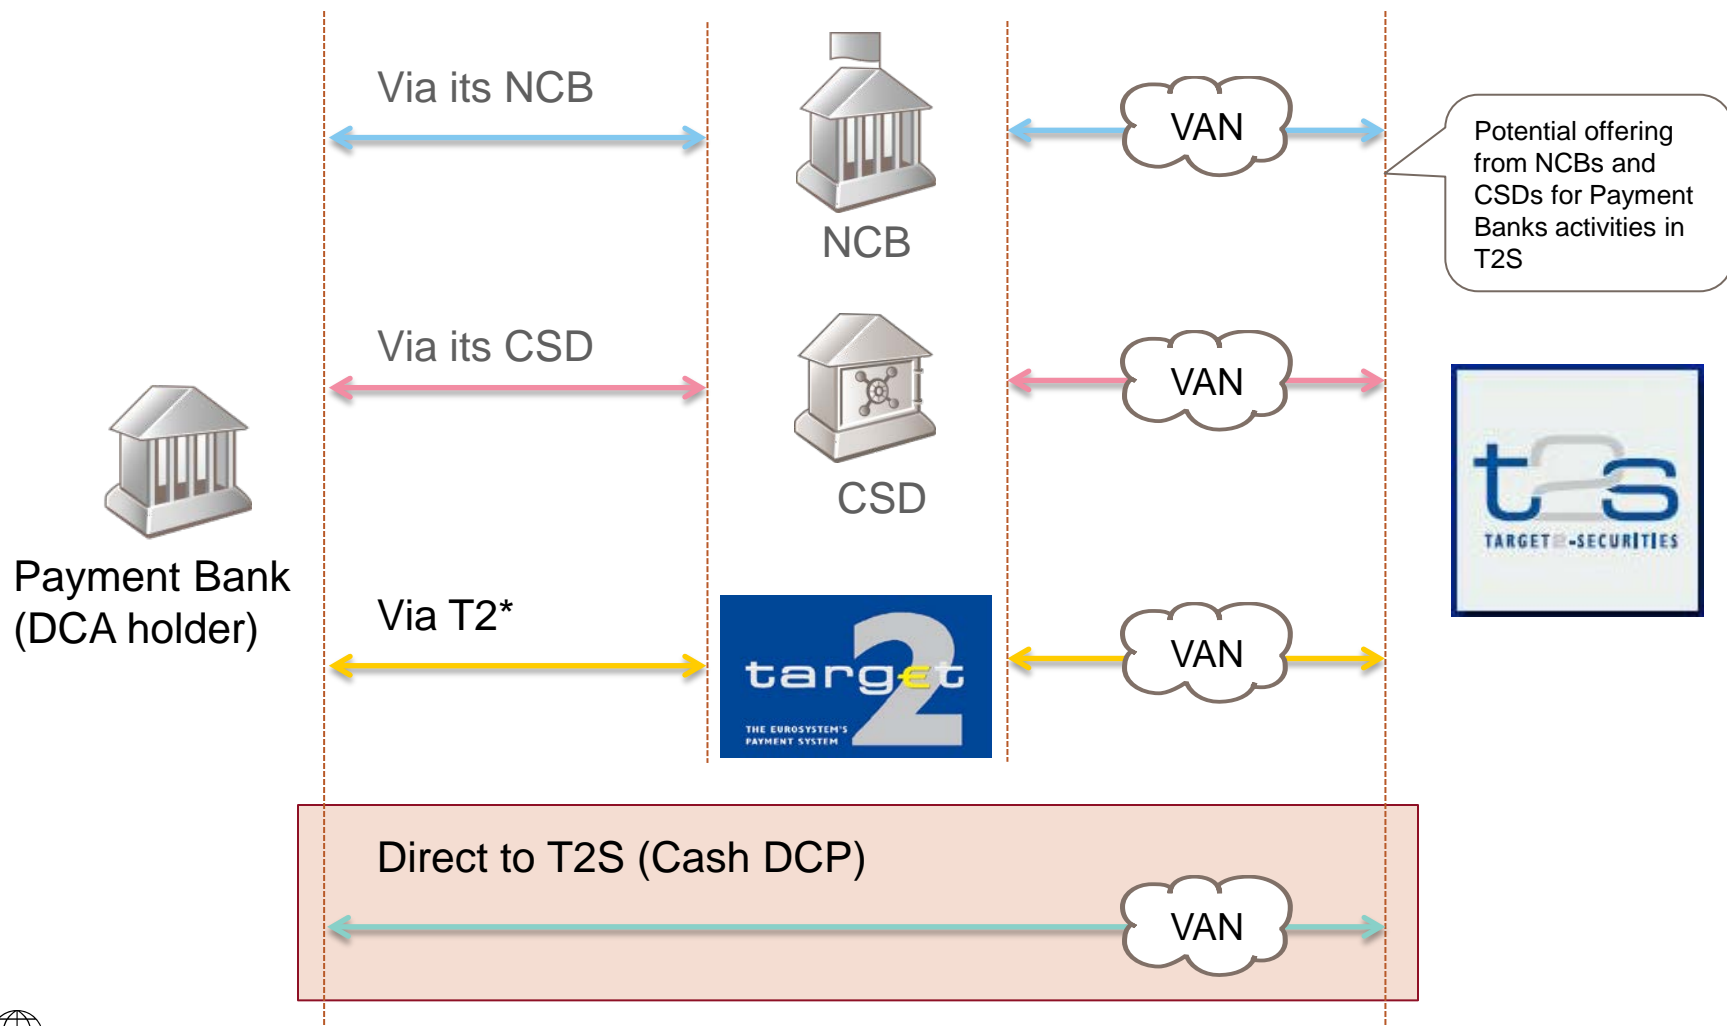 Via its NCB
VAN
NCB
Potential offering
from NCBs and
CSDs for Payment
Banks activities in
T2S
Via its CSD
VAN
CSD
t2s
TARGET2-SECURITIES
Payment Bank
(DCA holder)
Via T2*
VAN
target
2
THE EUROSYSTEM'S
PAYMENT SYSTEM
Direct to T2S (Cash DCP)
VAN